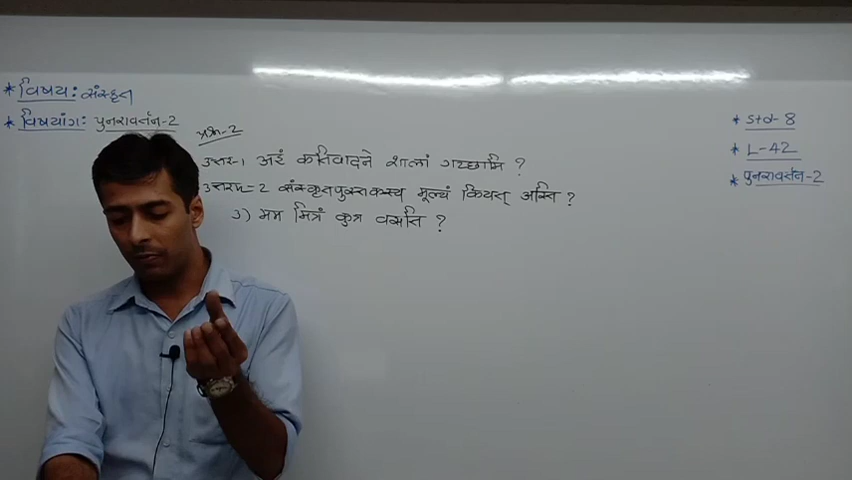 * विषय: संस्कृत
* विषयांग: पुनरावर्तन-2
प्रश्न-2
उत्तर-1 अहं कतिवादने शालां गच्छामि ?
उत्तरम्=2 संस्कृतपुस्तकस्य मूल्यं कियत् अस्ति ?
3) मम मित्रं कुत्र वसति ?
* Std-8
* L-42
* पुनरावर्तन-2